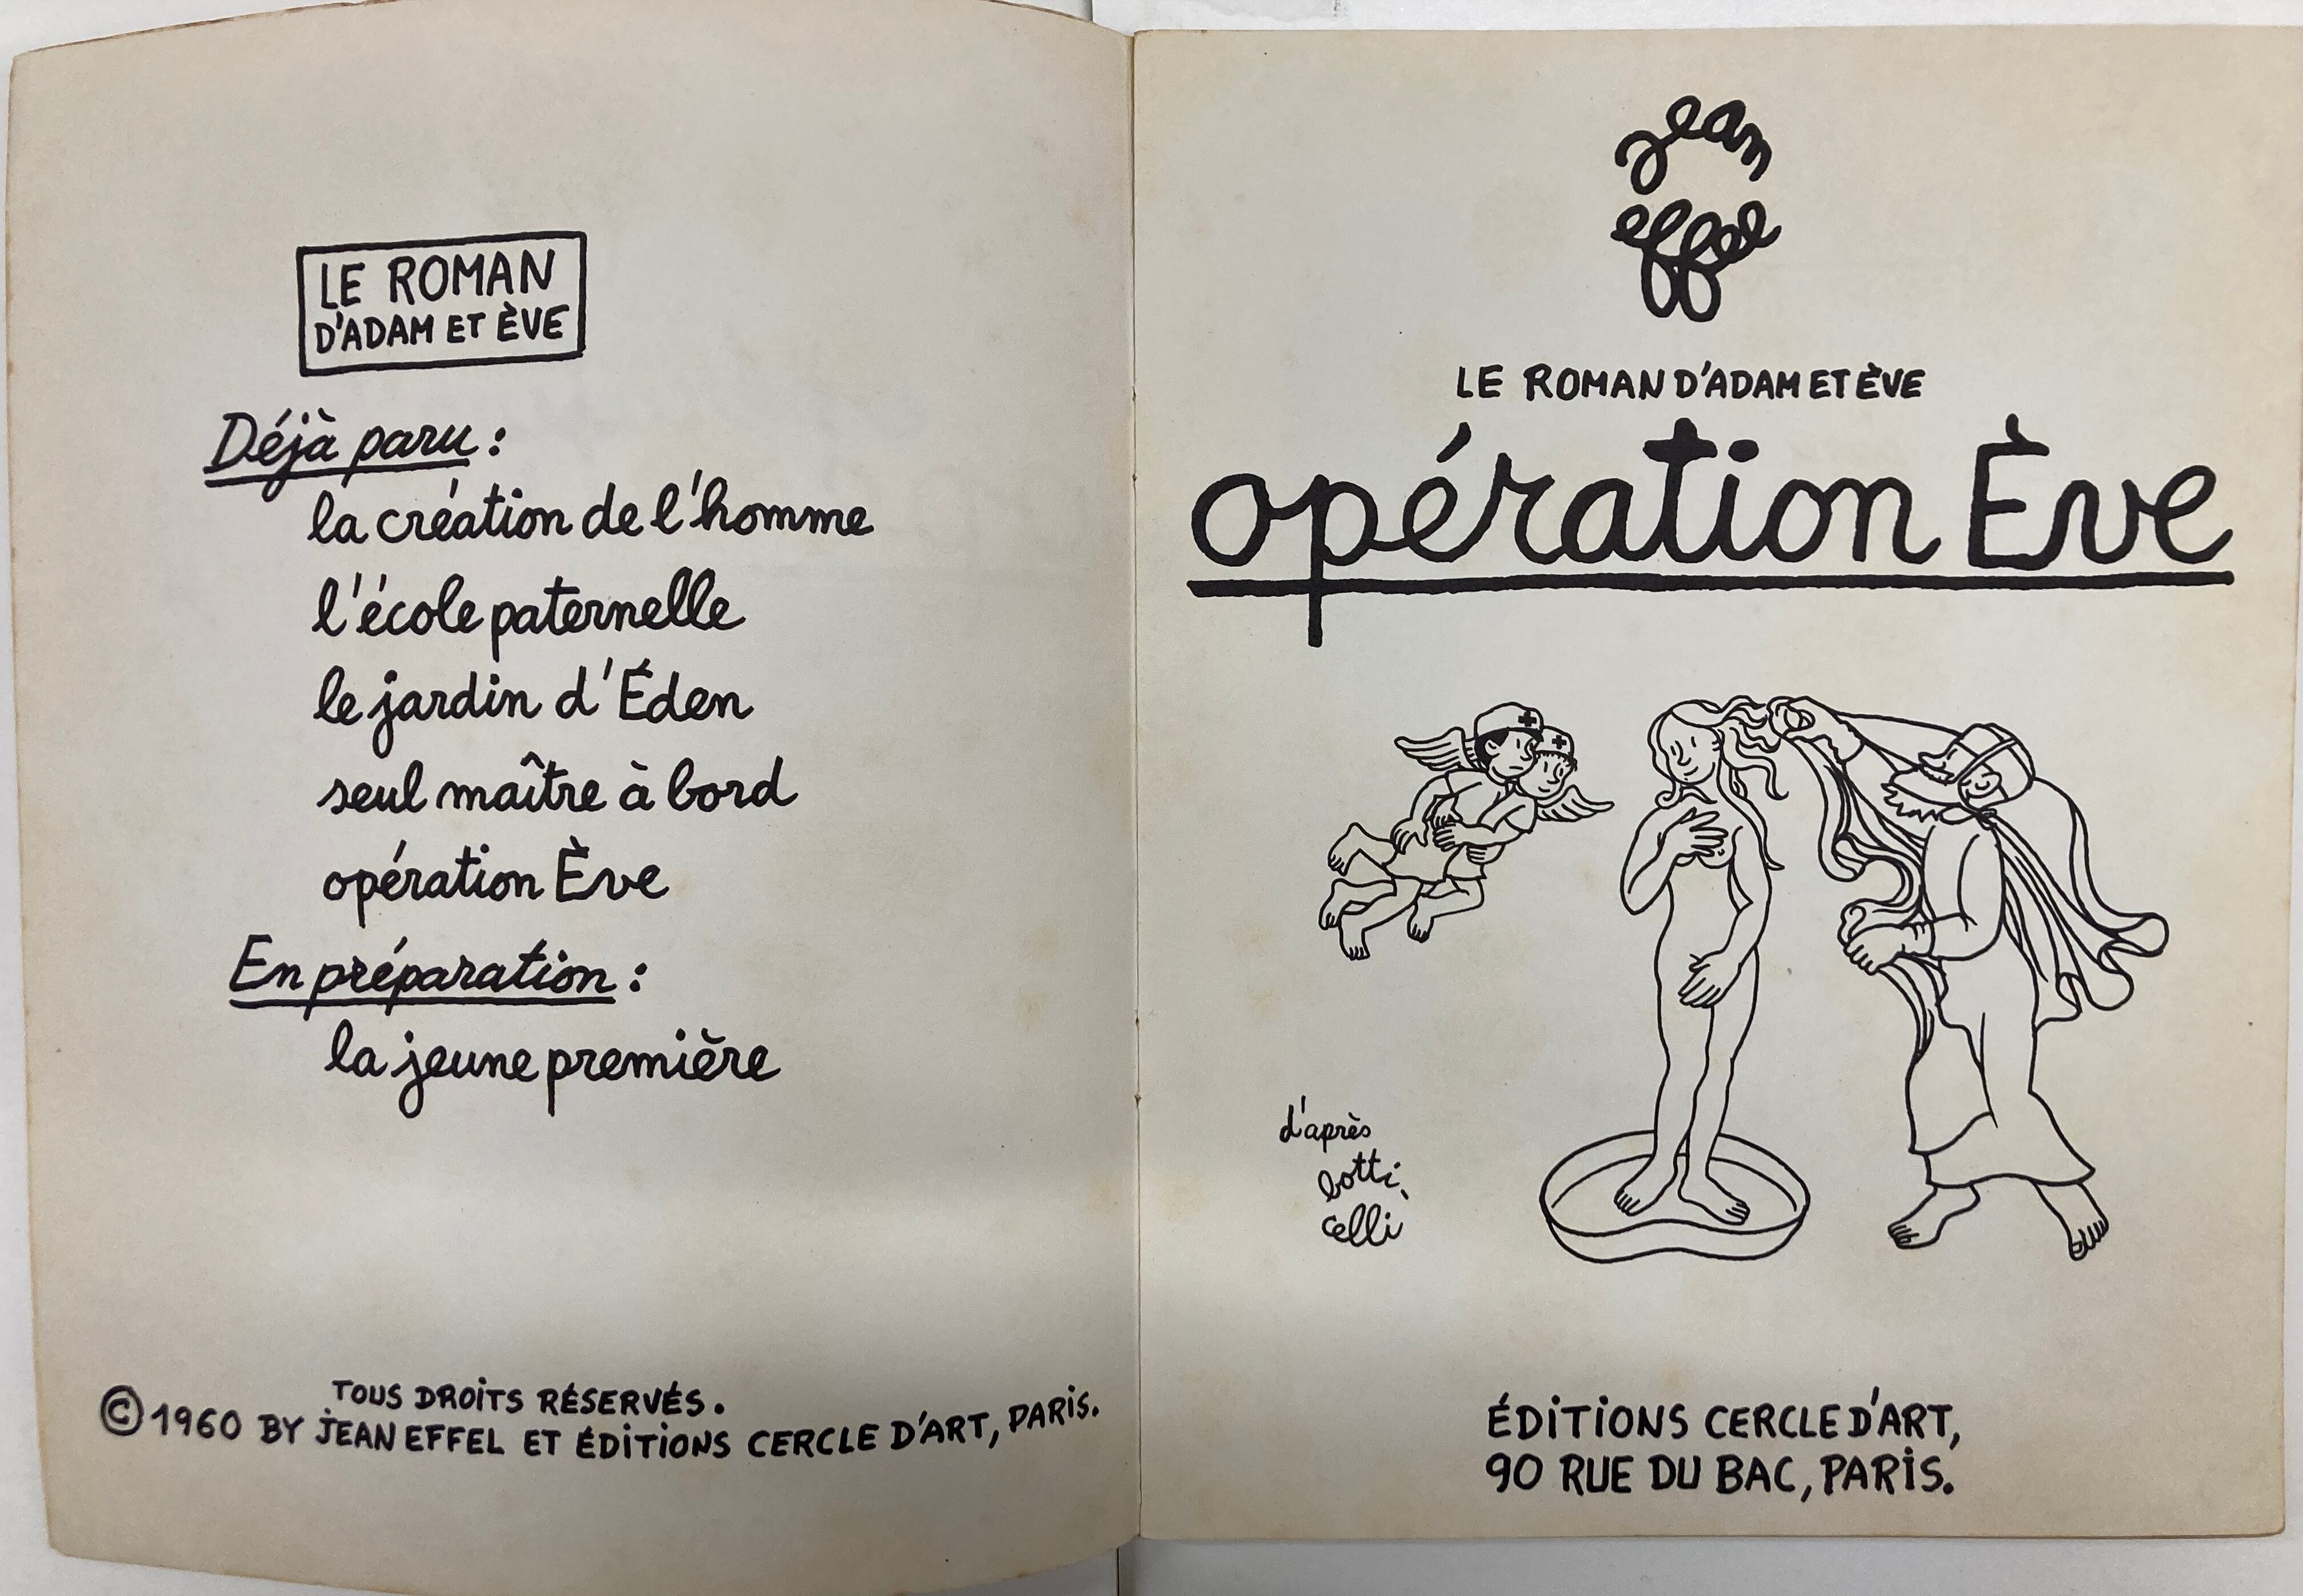 LE ROMAN
D'ADAM ET ÈVE
Déjà paru :
la création de l'homme
l'école paternelle
le jardin d'Éden
seul maître à bord
opération Ève
En préparation :
la jeune première
TOUS DROITS RÉSERVÉS.
© 1960 BY JEAN EFFEL ET ÉDITIONS CERCLE D'ART, PARIS.
jean
effel
LE ROMAN D'ADAM ET ÈVE
opération Ève
d'après
botti-
celli
ÉDITIONS CERCLE D'ART,
90 RUE DU BAC, PARIS.